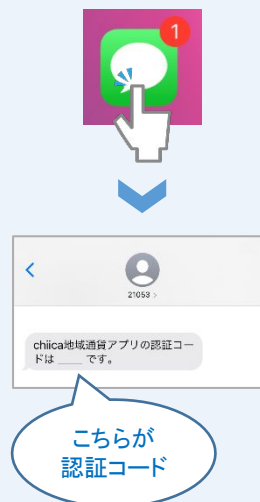 1
21053 >
chiica地域通貨アプリの認証コー
ドは ____ です。
こちらが
認証コード